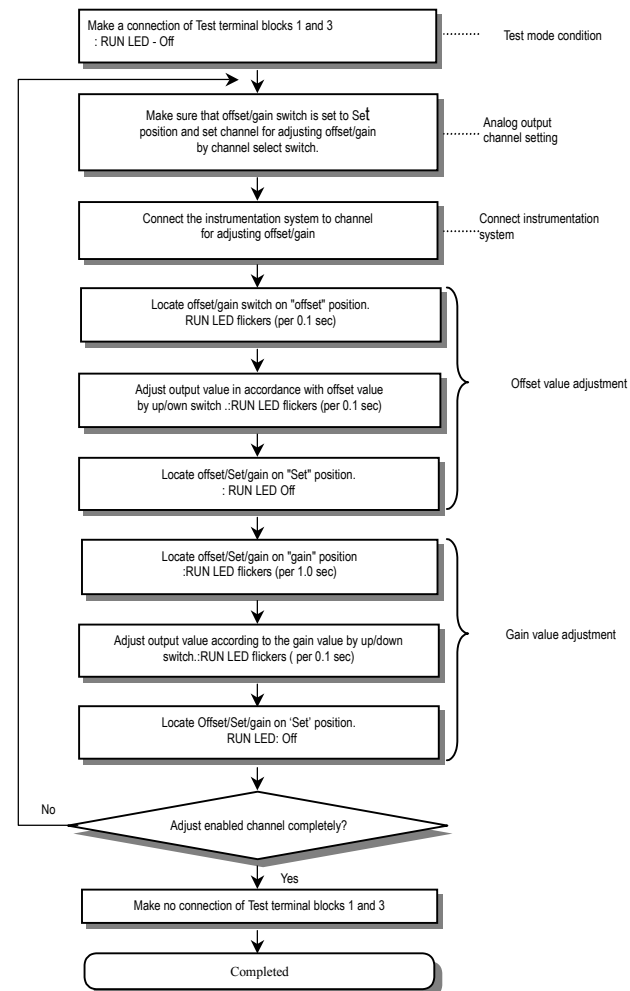 Make a connection of Test terminal blocks 1 and 3
: RUN LED - Off
Test mode condition
Make sure that offset/gain switch is set to Set
position and set channel for adjusting offset/gain
by channel select switch.
Analog output
channel setting
Connect the instrumentation system to channel
for adjusting offset/gain
Connect instrumentation
system
Locate offset/gain switch on "offset" position.
RUN LED flickers (per 0.1 sec)
Adjust output value in accordance with offset value
by up/own switch .:RUN LED flickers (per 0.1 sec)
Offset value adjustment
Locate offset/Set/gain on "Set" position.
: RUN LED Off
Locate offset/Set/gain on "gain" position
:RUN LED flickers (per 1.0 sec)
Adjust output value according to the gain value by up/down
switch.:RUN LED flickers ( per 0.1 sec)
Gain value adjustment
Locate Offset/Set/gain on ‘Set’ position.
RUN LED: Off
No
Adjust enabled channel completely?
Yes
Make no connection of Test terminal blocks 1 and 3
Completed